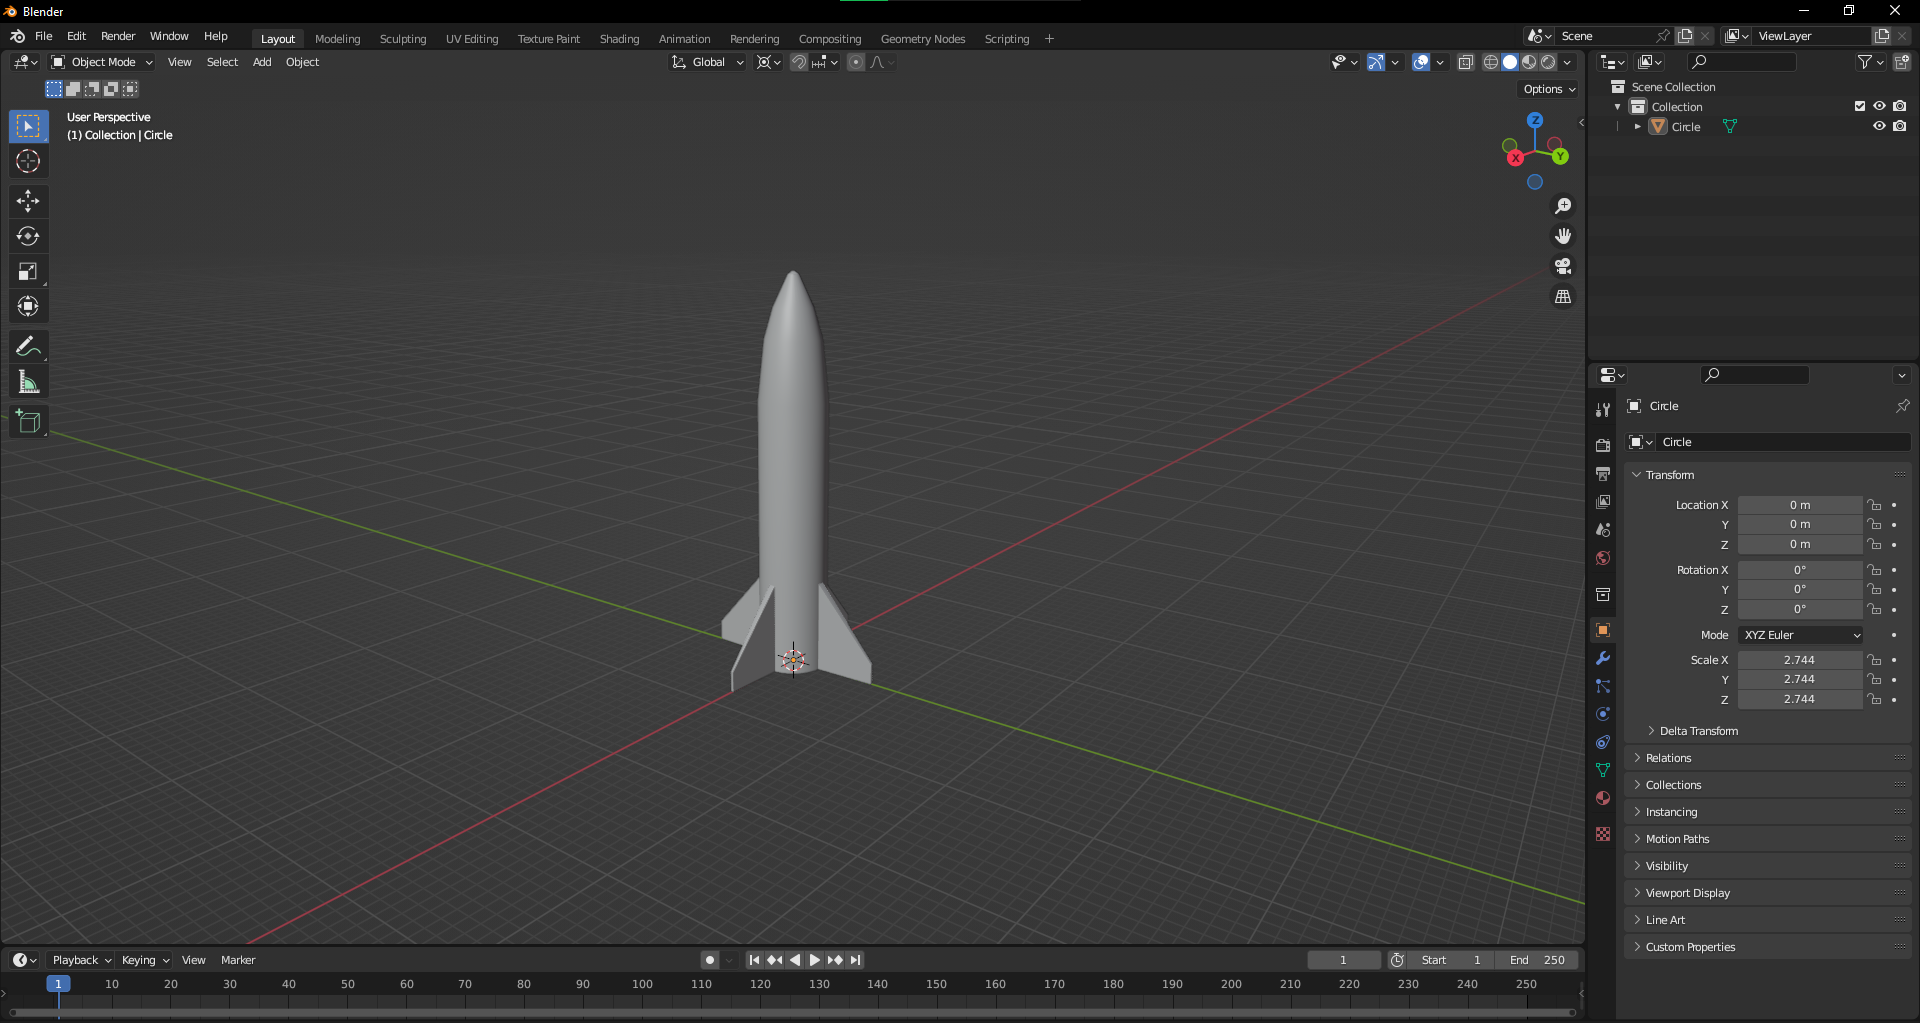 Blender
File Edit Render Window Help Layout Modeling Sculpting UV Editing Texture Paint Shading Animation Rendering Compositing Geometry Nodes Scripting + Scene ViewLayer
Object Mode View Select Add Object Global
Options
User Perspective
(1) Collection | Circle
Z
X
Y
Scene Collection
Collection
Circle
Circle
Circle
Transform
Location X 0 m
Y 0 m
Z 0 m
Rotation X 0°
Y 0°
Z 0°
Mode XYZ Euler
Scale X 2.744
Y 2.744
Z 2.744
Delta Transform
Relations
Collections
Instancing
Motion Paths
Visibility
Viewport Display
Line Art
Custom Properties
Playback Keying View Marker 1 Start 1 End 250
1 10 20 30 40 50 60 70 80 90 100 110 120 130 140 150 160 170 180 190 200 210 220 230 240 250